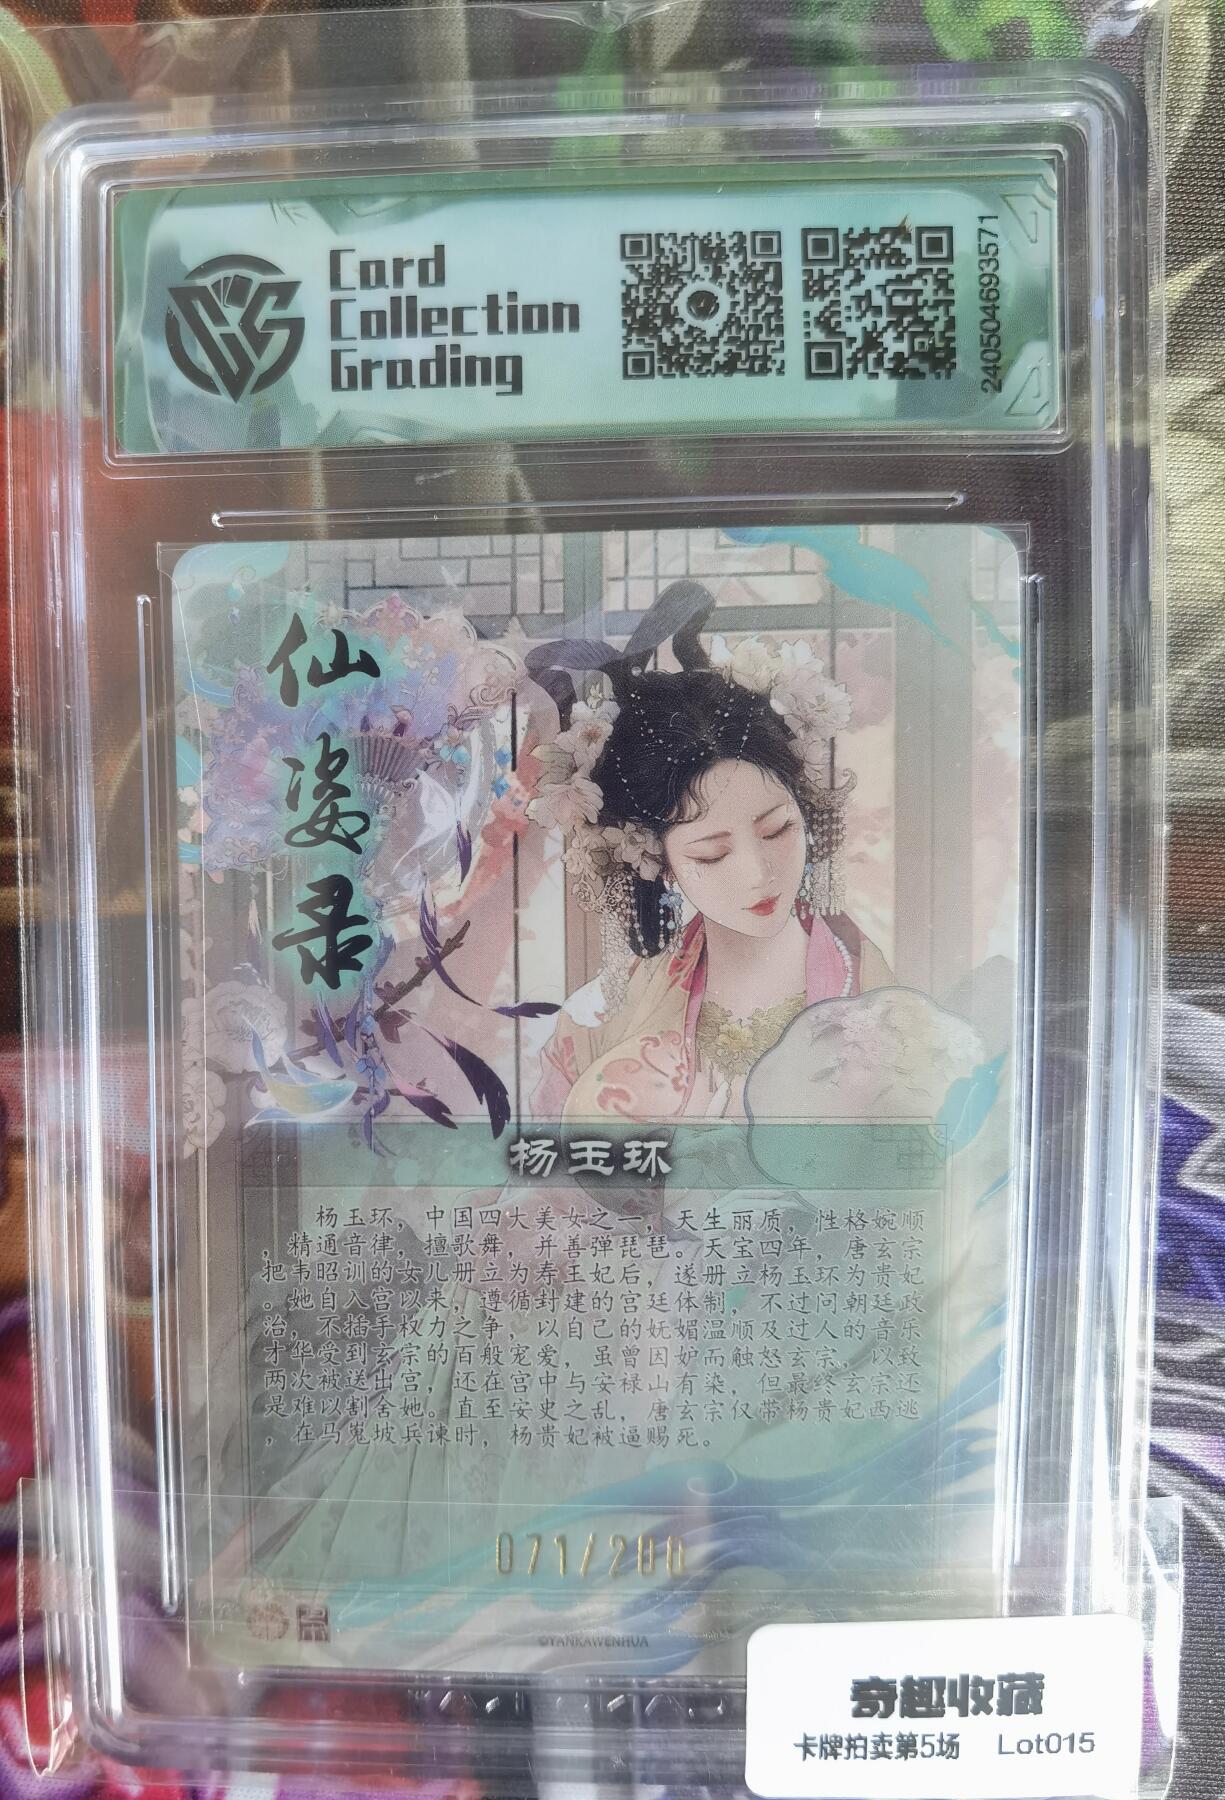 Card
Collection
Grading
240504693571
仙姿录
杨玉环
杨玉环，中国四大美女之一，天生丽质，性格婉顺
，精通音律，擅歌舞，并善弹琵琶。天宝四年，唐玄宗
把韦昭训的女儿册立为寿王妃后，遂册立杨玉环为贵妃
。她自入宫以来，遵循封建的宫廷体制，不过问朝廷政
治，不插手权力之争，以自己的妩媚温顺及过人的音乐
才华受到玄宗的百般宠爱，虽曾因妒而触怒玄宗，以致
两次被送出宫，还在宫中与安禄山有染，但最终玄宗还
是难以割舍她。直至安史之乱，唐玄宗仅带杨贵妃西逃
，在马嵬坡兵谏时，杨贵妃被逼赐死。
071/200
©YANKAWENHUA
奇趣收藏
卡牌拍卖第5场 Lot015